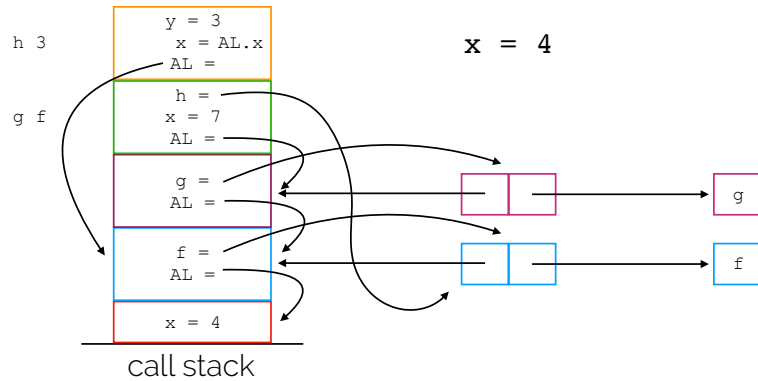 y = 3
h 3
x = AL.x
x = 4
AL =
h =
g f
x = 7
AL =
g =
AL =
g
f =
AL =
f
x = 4
call stack